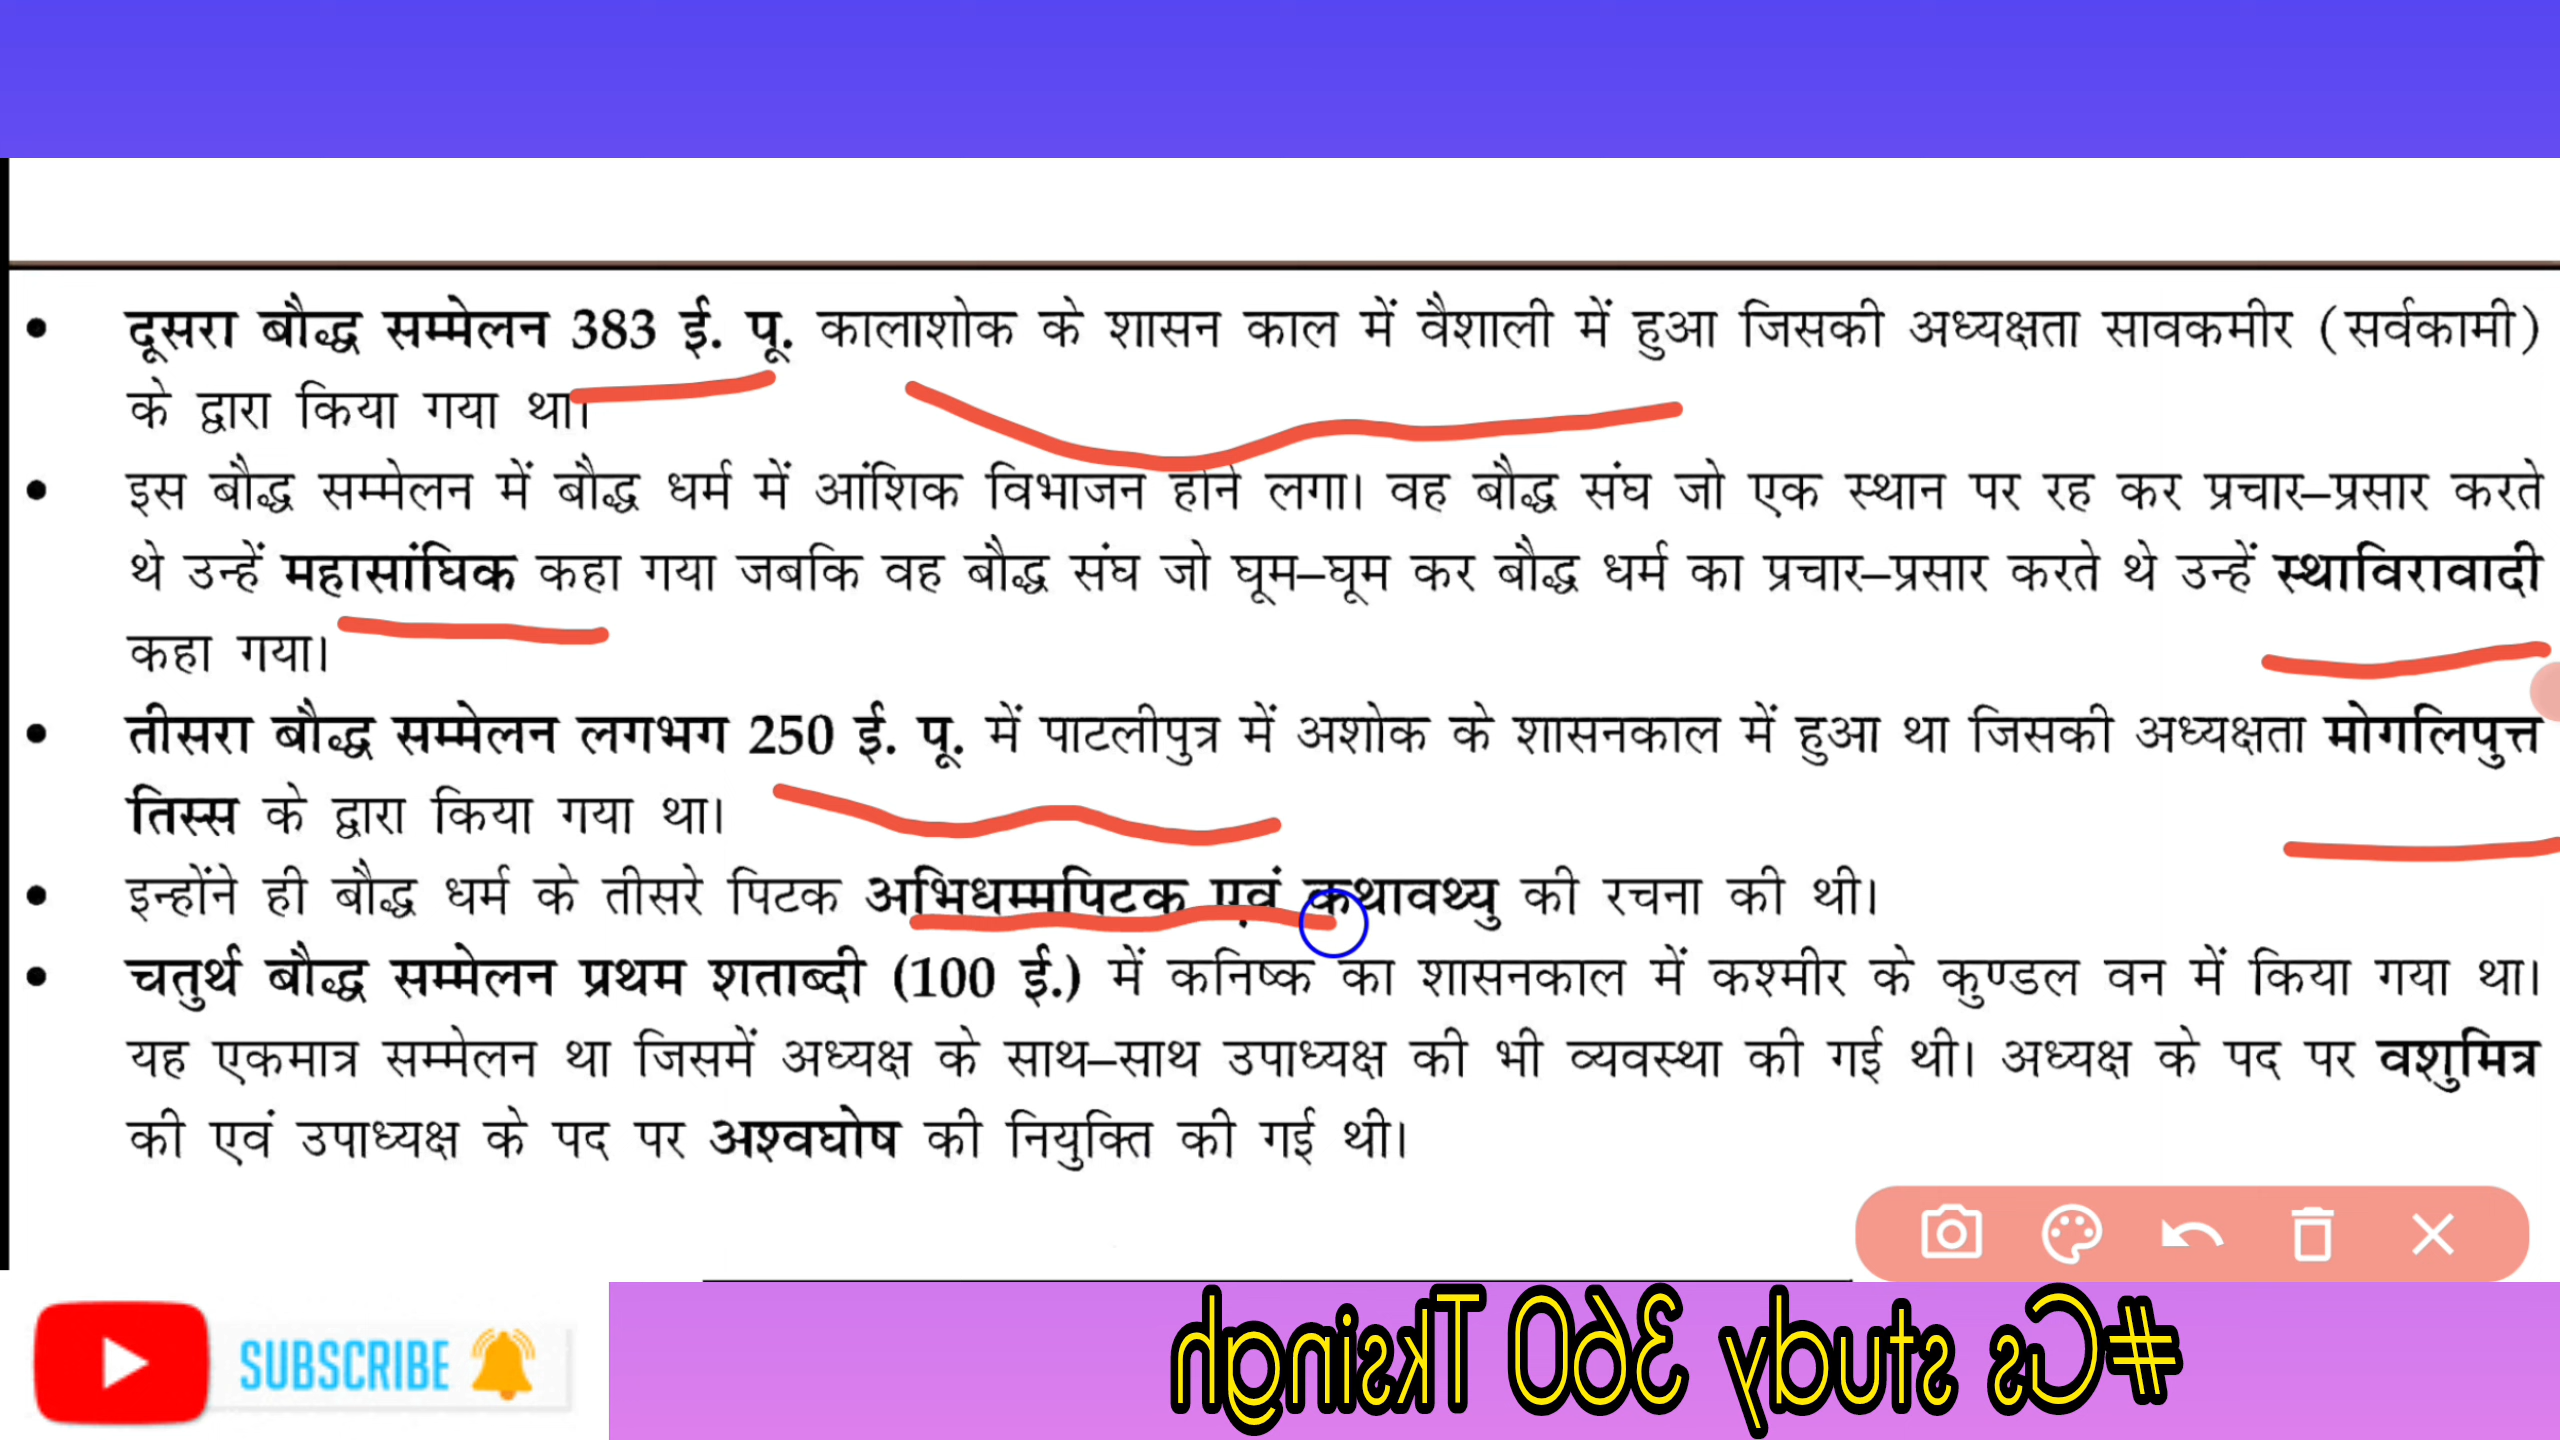 दूसरा बौद्ध सम्मेलन 383 ई. पू. कालाशोक के शासन काल में वैशाली में हुआ जिसकी अध्यक्षता सावकमीर (सर्वकामी)
के द्वारा किया गया था।
इस बौद्ध सम्मेलन में बौद्ध धर्म में आंशिक विभाजन होने लगा। वह बौद्ध संघ जो एक स्थान पर रह कर प्रचार–प्रसार करते
थे उन्हें महासांघिक कहा गया जबकि वह बौद्ध संघ जो घूम–घूम कर बौद्ध धर्म का प्रचार–प्रसार करते थे उन्हें स्थाविरावादी
कहा गया।
तीसरा बौद्ध सम्मेलन लगभग 250 ई. पू. में पाटलीपुत्र में अशोक के शासनकाल में हुआ था जिसकी अध्यक्षता मोगलिपुत्त
तिस्स के द्वारा किया गया था।
इन्होंने ही बौद्ध धर्म के तीसरे पिटक अभिधम्मपिटक एवं कथावथ्यु की रचना की थी।
चतुर्थ बौद्ध सम्मेलन प्रथम शताब्दी (100 ई.) में कनिष्क का शासनकाल में कश्मीर के कुण्डल वन में किया गया था।
यह एकमात्र सम्मेलन था जिसमें अध्यक्ष के साथ–साथ उपाध्यक्ष की भी व्यवस्था की गई थी। अध्यक्ष के पद पर वशुमित्र
की एवं उपाध्यक्ष के पद पर अश्वघोष की नियुक्ति की गई थी।
SUBSCRIBE
#Cs study 360 Tksingh